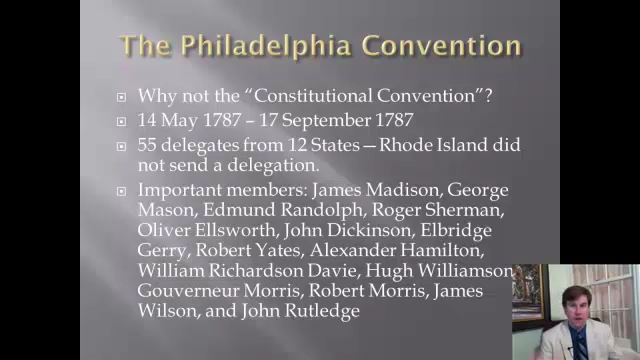 The Philadelphia Convention
Why not the “Constitutional Convention”?
14 May 1787 – 17 September 1787
55 delegates from 12 States—Rhode Island did
not send a delegation.
Important members: James Madison, George
Mason, Edmund Randolph, Roger Sherman,
Oliver Ellsworth, John Dickinson, Elbridge
Gerry, Robert Yates, Alexander Hamilton,
William Richardson Davie, Hugh Williamson
Gouverneur Morris, Robert Morris, James
Wilson, and John Rutledge